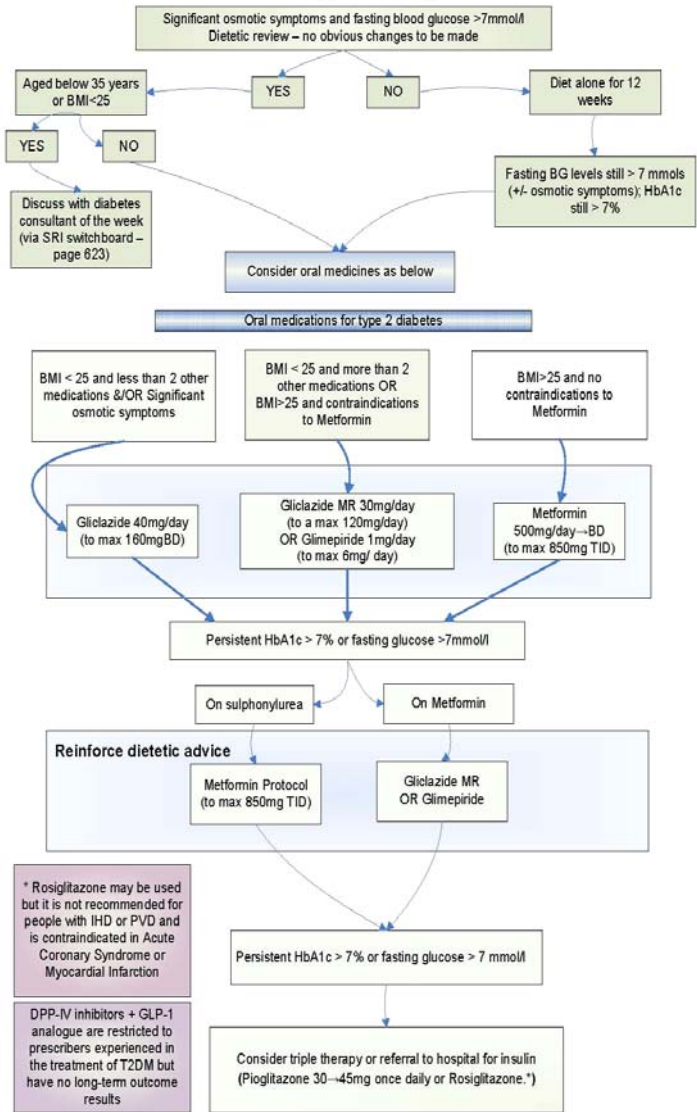 Significant osmotic symptoms and fasting blood glucose >7mmol/l
Dietetic review – no obvious changes to be made
Aged below 35 years
or BMI<25
YES
NO
Diet alone for 12
weeks
YES
NO
Fasting BG levels still > 7 mmols
(+/- osmotic symptoms); HbA1c
still > 7%
Discuss with diabetes
consultant of the week
(via SRI switchboard –
page 623)
Consider oral medicines as below
Oral medications for type 2 diabetes
BMI < 25 and less than 2 other
medications &/OR Significant
osmotic symptoms
BMI < 25 and more than 2
other medications OR
BMI>25 and contraindications
to Metformin
BMI>25 and no
contraindications to
Metformin
Gliclazide 40mg/day
(to max 160mgBD)
Gliclazide MR 30mg/day
(to a max 120mg/day)
OR Glimepiride 1mg/day
(to max 6mg/ day)
Metformin
500mg/day→BD
(to max 850mg TID)
Persistent HbA1c > 7% or fasting glucose >7mmol/l
On sulphonylurea
On Metformin
Reinforce dietetic advice
Metformin Protocol
(to max 850mg TID)
Gliclazide MR
OR Glimepiride
* Rosiglitazone may be used
but it is not recommended for
people with IHD or PVD and
is contraindicated in Acute
Coronary Syndrome or
Myocardial Infarction
Persistent HbA1c > 7% or fasting glucose > 7 mmol/l
DPP-IV inhibitors + GLP-1
analogue are restricted to
prescribers experienced in
the treatment of T2DM but
have no long-term outcome
results
Consider triple therapy or referral to hospital for insulin
(Pioglitazone 30→45mg once daily or Rosiglitazone.*)